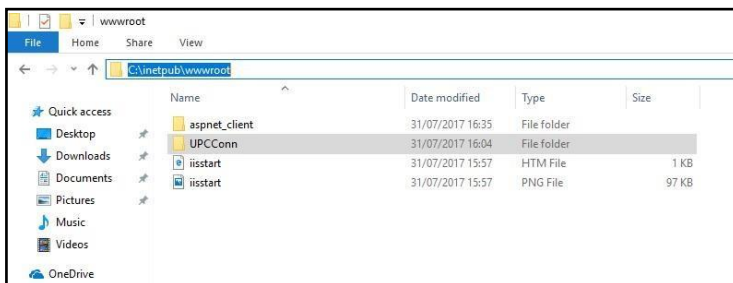 wwwroot
File Home Share View
C:\inetpub\wwwroot
Name Date modified Type Size
Quick access
Desktop
Downloads
Documents
Pictures
Music
Videos
OneDrive
aspnet_client 31/07/2017 16:35 File folder
UPCConn 31/07/2017 16:04 File folder
iisstart 31/07/2017 15:57 HTM File 1 KB
iisstart 31/07/2017 15:57 PNG File 97 KB